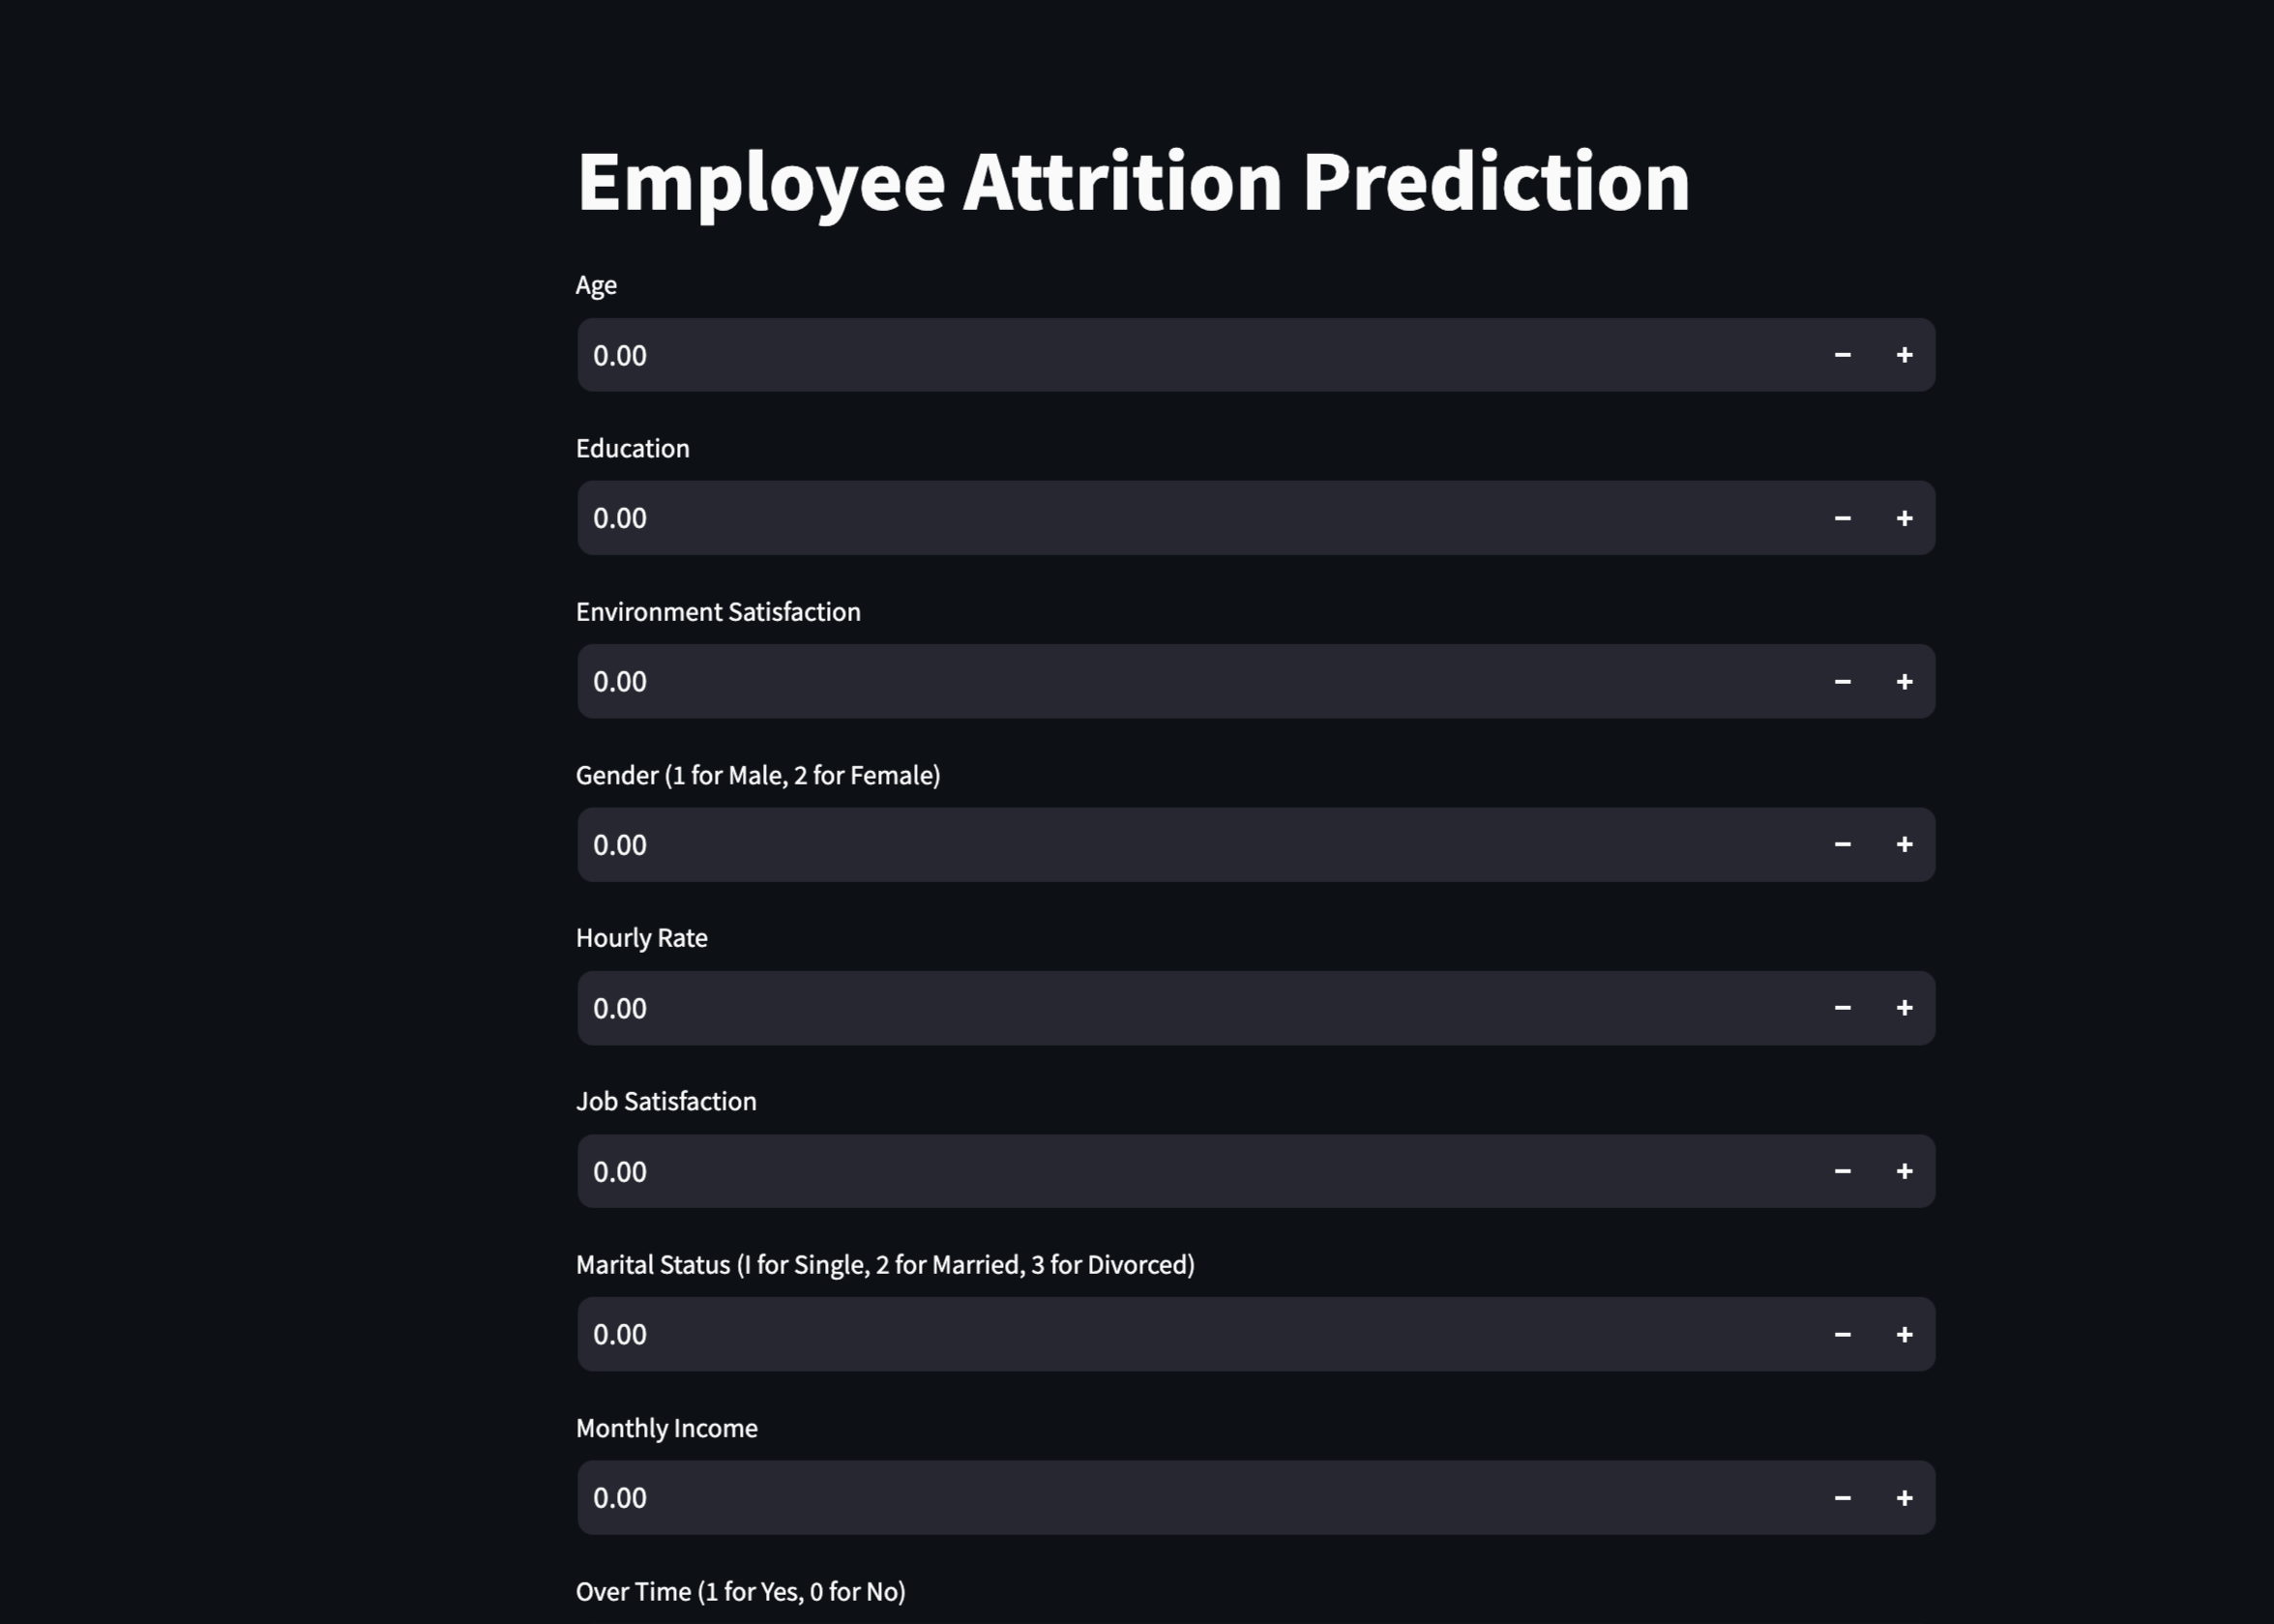 Employee Attrition Prediction
Age
0.00
Education
0.00
Environment Satisfaction
0.00
Gender (1 for Male, 2 for Female)
0.00
Hourly Rate
0.00
Job Satisfaction
0.00
Marital Status (I for Single, 2 for Married, 3 for Divorced)
0.00
Monthly Income
0.00
Over Time (1 for Yes, 0 for No)